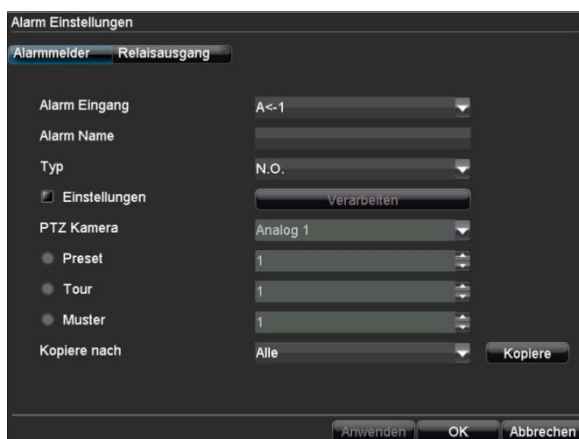 Alarm Einstellungen
Alarmmelder Relaisausgang
Alarm Eingang A<-1
Alarm Name
Typ N.O.
Einstellungen Verarbeiten
PTZ Kamera Analog 1
Preset 1
Tour 1
Muster 1
Kopiere nach Alle Kopiere
Anwenden OK Abbrechen